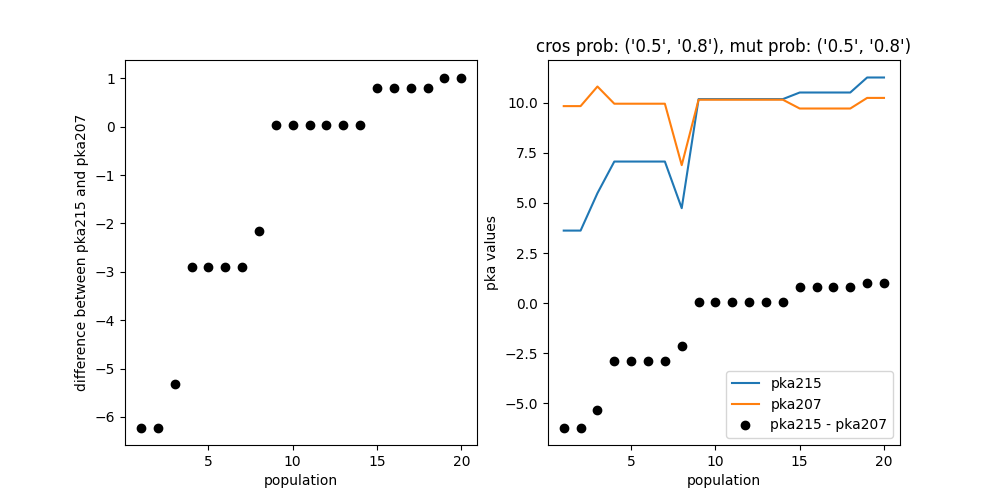 difference between pka215 and pka207
1
0
−1
−2
−3
−4
−5
−6
5
10
15
20
population
cros prob: ('0.5', '0.8'), mut prob: ('0.5', '0.8')
pka values
10.0
7.5
5.0
2.5
0.0
−2.5
−5.0
pka215
pka207
pka215 - pka207
5
10
15
20
population